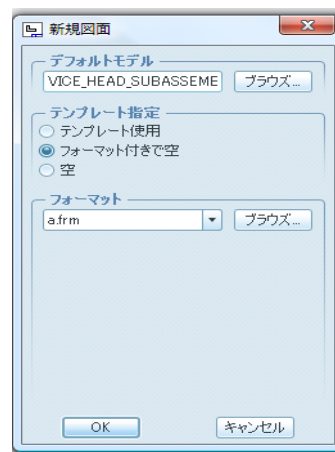 新規図面
デフォルトモデル
VICE_HEAD_SUBASSEME ブラウズ...
テンプレート指定
テンプレート使用
フォーマット付きで空
空
フォーマット
a.frm ブラウズ...
OK キャンセル